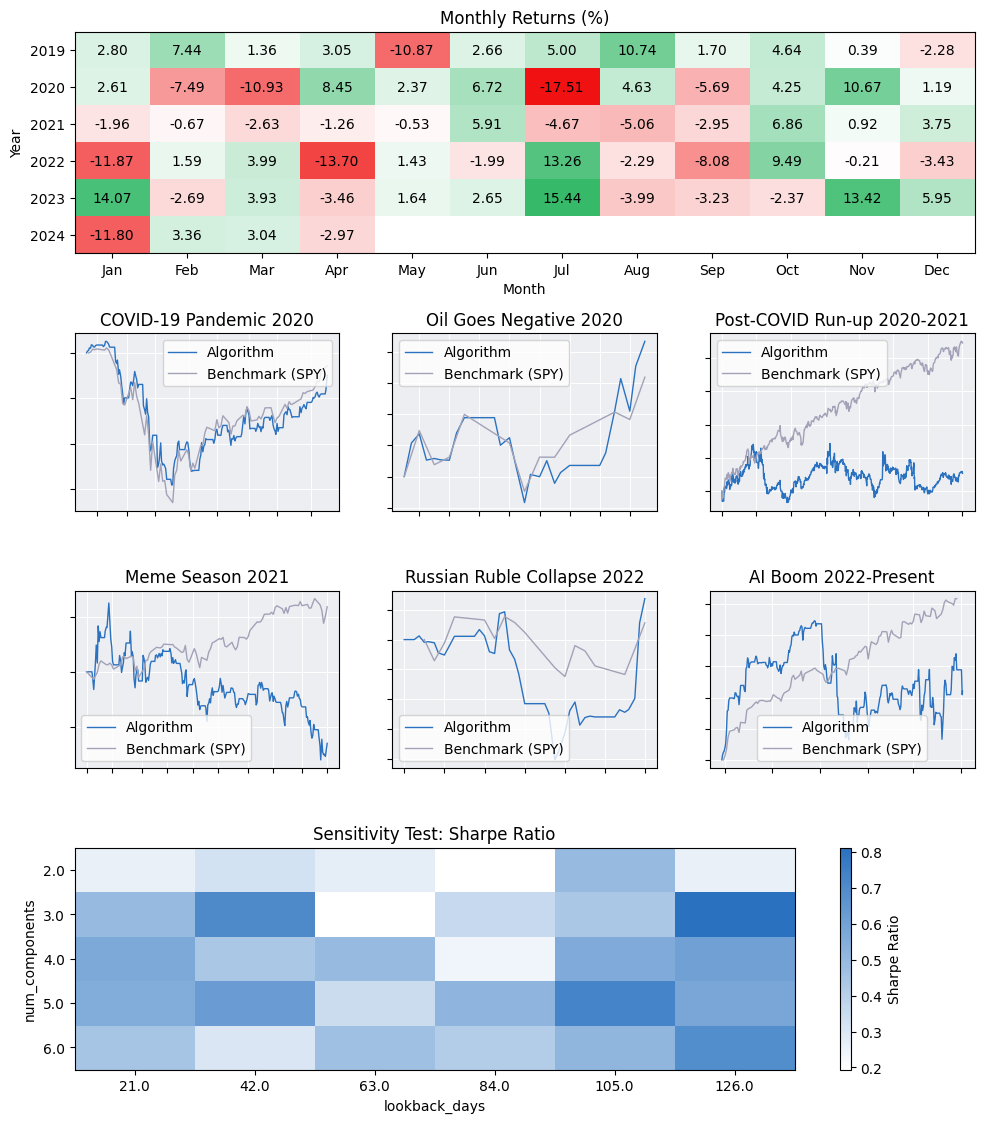 Monthly Returns (%)
2019 2.80 7.44 1.36 3.05 -10.87 2.66 5.00 10.74 1.70 4.64 0.39 -2.28
2020 2.61 -7.49 -10.93 8.45 2.37 6.72 -17.51 4.63 -5.69 4.25 10.67 1.19
2021 -1.96 -0.67 -2.63 -1.26 -0.53 5.91 -4.67 -5.06 -2.95 6.86 0.92 3.75
Year
2022 -11.87 1.59 3.99 -13.70 1.43 -1.99 13.26 -2.29 -8.08 9.49 -0.21 -3.43
2023 14.07 -2.69 3.93 -3.46 1.64 2.65 15.44 -3.99 -3.23 -2.37 13.42 5.95
2024 -11.80 3.36 3.04 -2.97
Jan Feb Mar Apr May Jun Jul Aug Sep Oct Nov Dec
Month
COVID-19 Pandemic 2020
Algorithm
Benchmark (SPY)
Oil Goes Negative 2020
Algorithm
Benchmark (SPY)
Post-COVID Run-up 2020-2021
Algorithm
Benchmark (SPY)
Meme Season 2021
Algorithm
Benchmark (SPY)
Russian Ruble Collapse 2022
Algorithm
Benchmark (SPY)
AI Boom 2022-Present
Algorithm
Benchmark (SPY)
Sensitivity Test: Sharpe Ratio
num_components
2.0
3.0
4.0
5.0
6.0
21.0 42.0 63.0 84.0 105.0 126.0
lookback_days
0.8
0.7
0.6
0.5
0.4
0.3
0.2
Sharpe Ratio